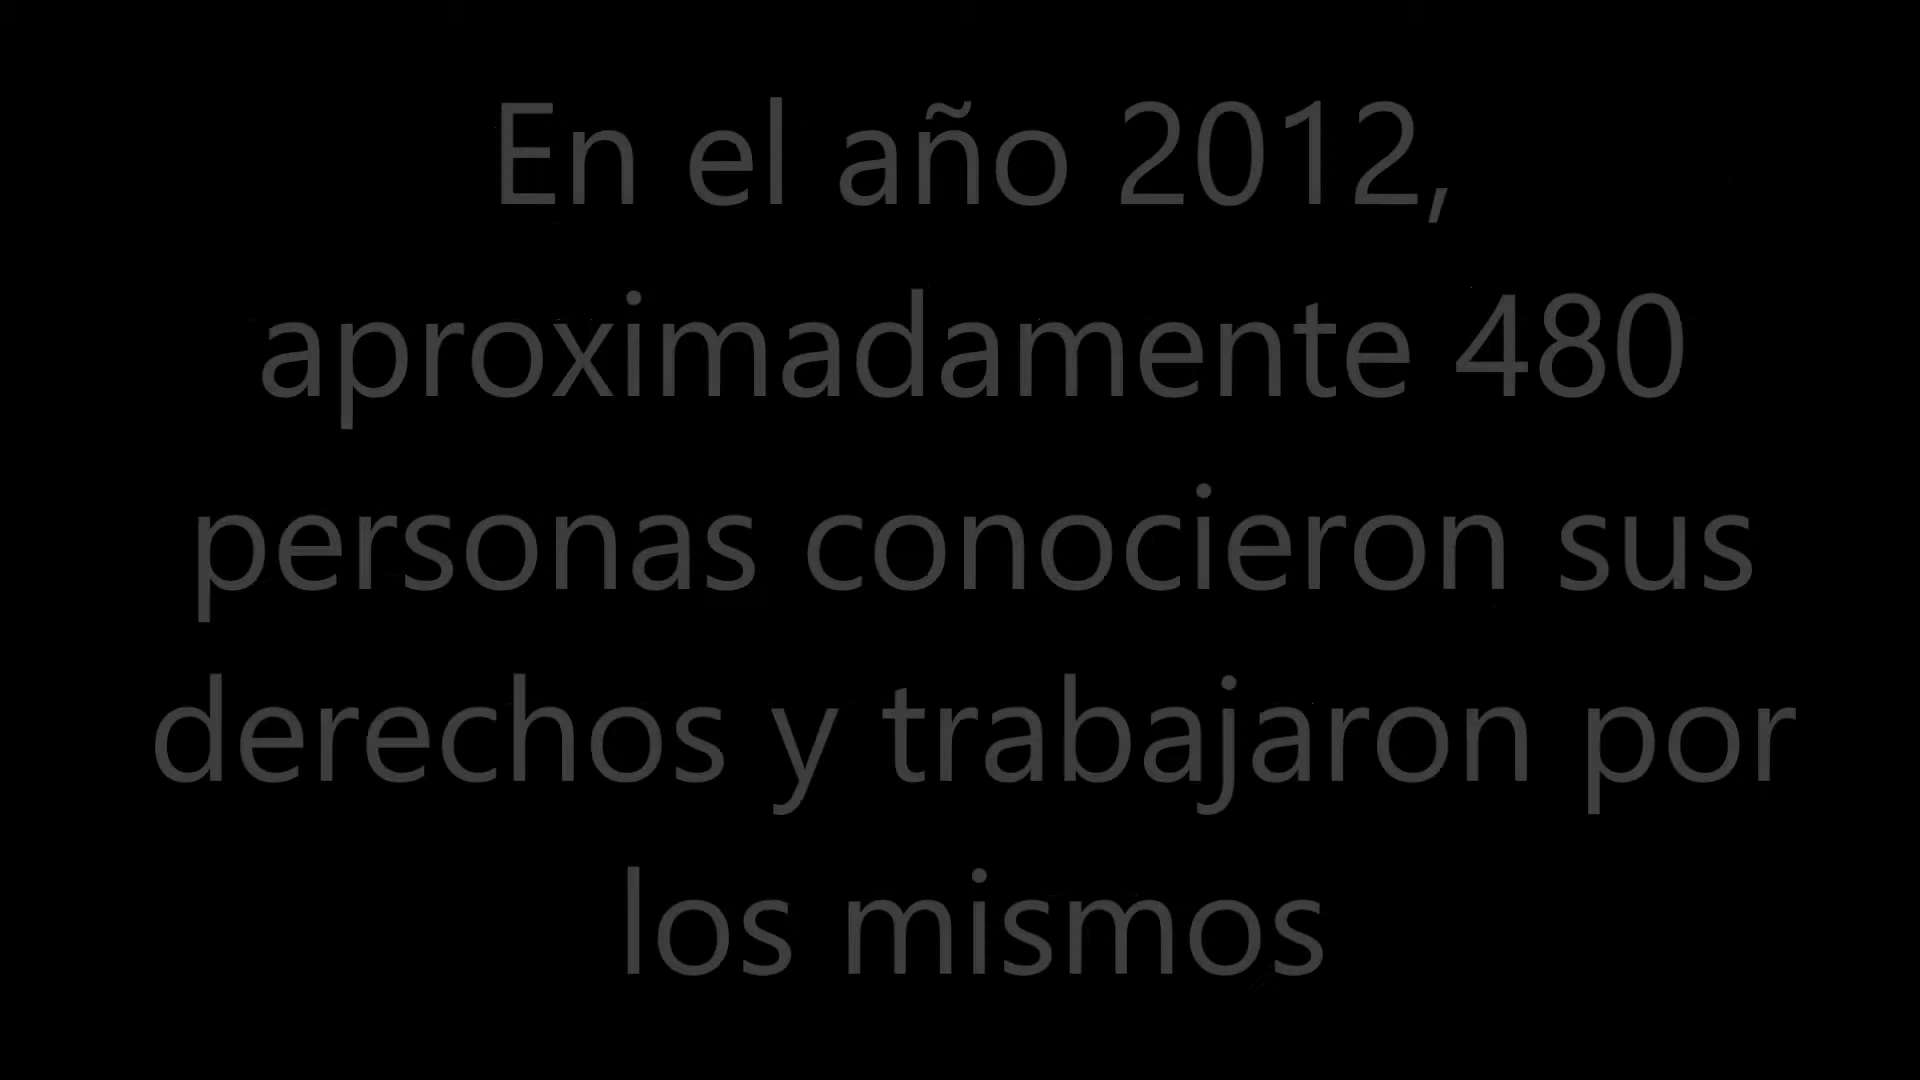 En el año 2012,
aproximadamente 480
personas conocieron sus
derechos y trabajaron por
los mismos